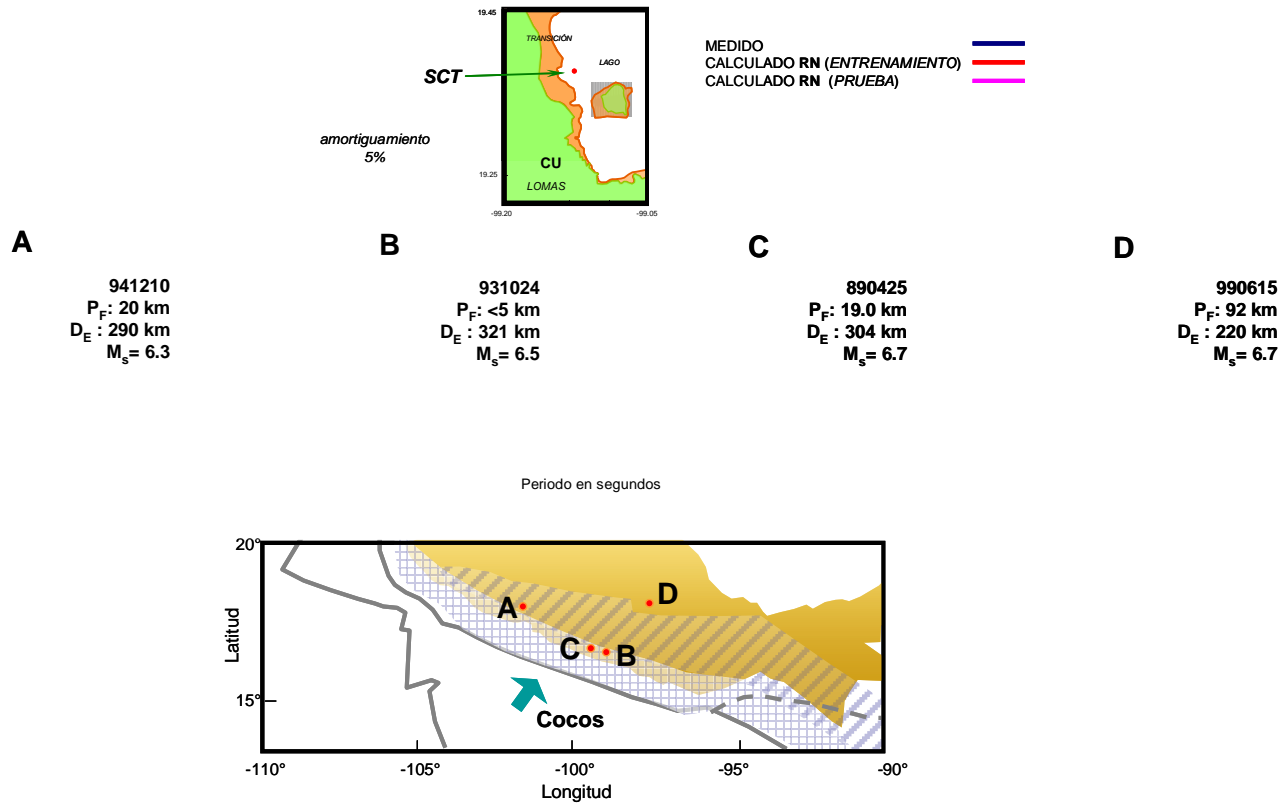 19.45
TRANSICIÓN
LAGO
SCT
CU
19.25
LOMAS
-99.20
-99.05
amortiguamiento
5%
MEDIDO
CALCULADO RN (ENTRENAMIENTO)
CALCULADO RN (PRUEBA)
A
941210
PF: 20 km
DE : 290 km
Ms= 6.3
B
931024
PF: <5 km
DE : 321 km
Ms= 6.5
C
890425
PF: 19.0 km
DE : 304 km
Ms= 6.7
D
990615
PF: 92 km
DE : 220 km
Ms= 6.7
Periodo en segundos
20°
Latitud
15°
A
D
C
B
Cocos
-110°
-105°
-100°
-95°
-90°
Longitud